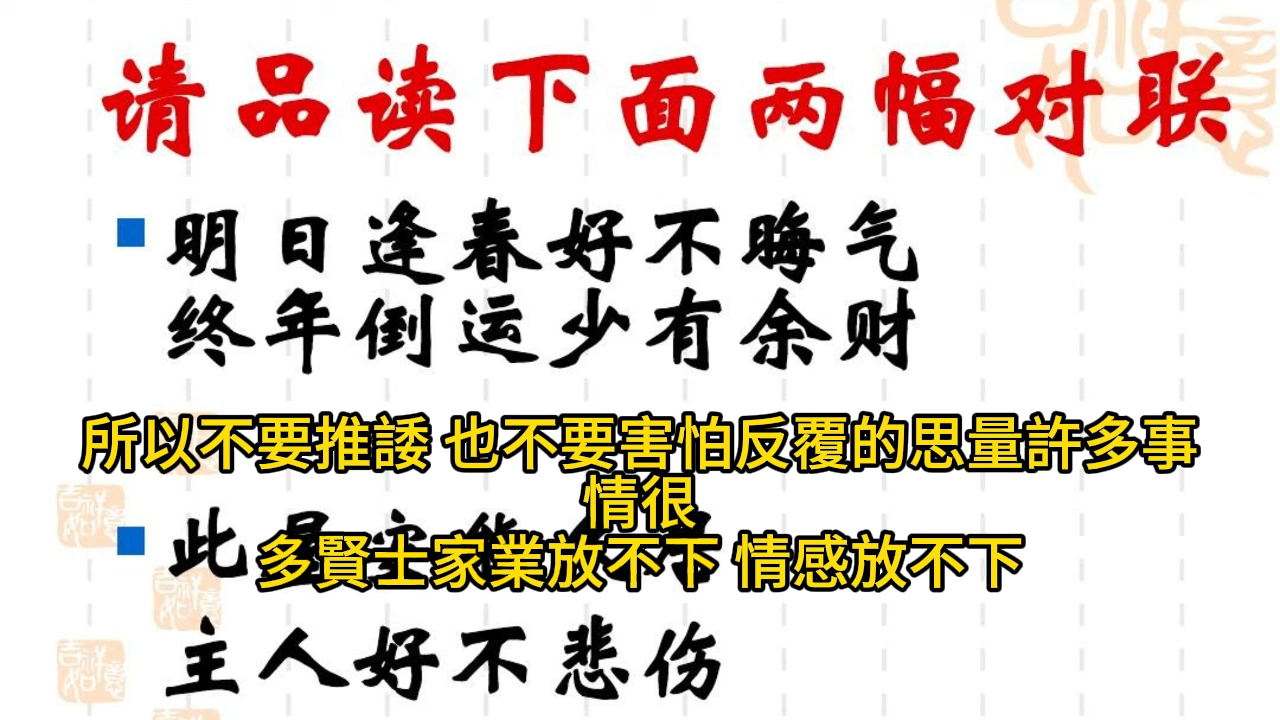 请品读下面两幅对联
明日逢春好不晦气
终年倒运少有余财
所以不要推諉 也不要害怕反覆的思量許多事
情很
多賢士家業放不下 情感放不下
此
主人好不悲伤